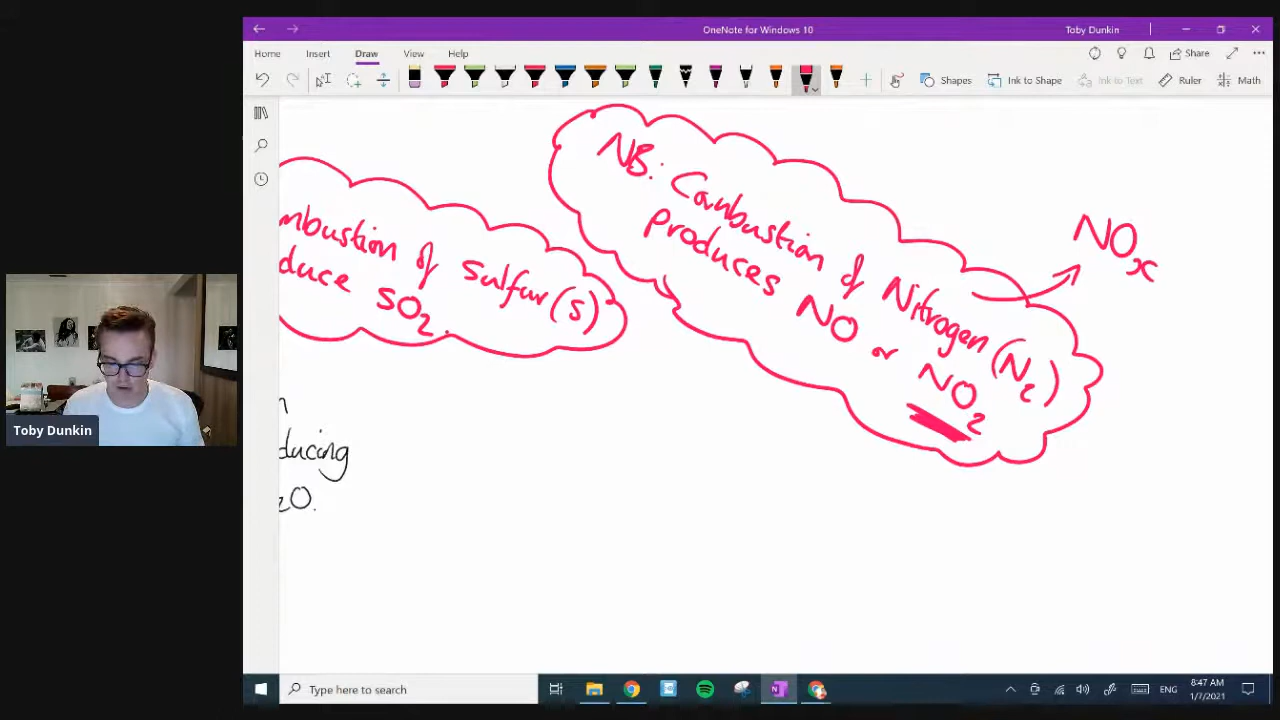 OneNote for Windows 10
Toby Dunkin
Home
Insert
Draw
View
Help
Share
Shapes
Ink to Shape
Ink to Text
Ruler
Math
mbustion of sulfur (S)
duce SO2.
NB: Canbustion of Nitrogen (N2)
produces NO or NO2
NOx
n
ducing
2O.
Toby Dunkin
Type here to search
ENG
8:47 AM
1/7/2021